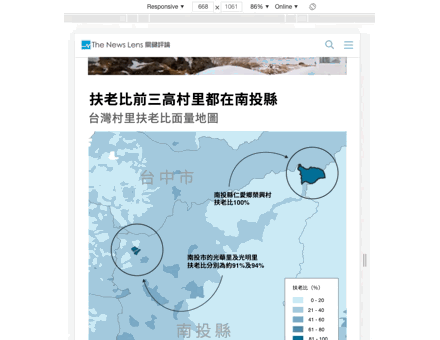 Responsive ▼ 668 x 1061 86% ▼ Online ▼
The News Lens 關鍵評論
扶老比前三高村里都在南投縣
台灣村里扶老比面量地圖
台中市
南投縣仁愛鄉榮興村
扶老比100%
南投市的光華里及光明里
扶老比分別為約91%及94%
扶老比（%）
0 - 20
21 - 40
41 - 60
61 - 80
81 - 100
南投縣